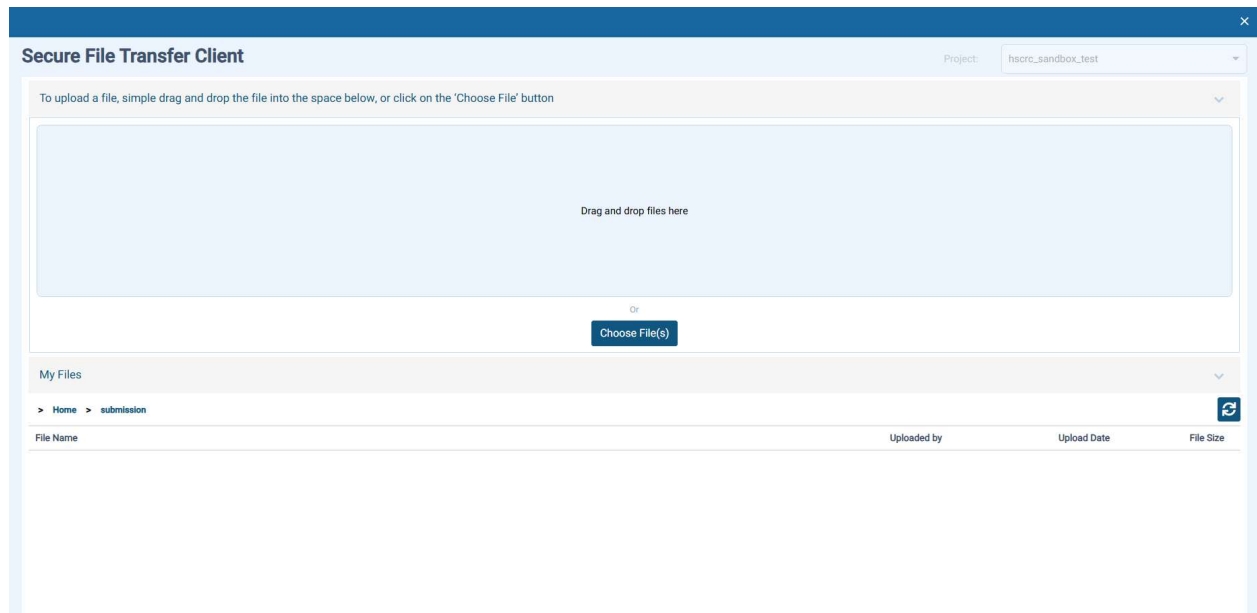 Secure File Transfer Client
Project: hscrc_sandbox_test
To upload a file, simple drag and drop the file into the space below, or click on the 'Choose File' button
Drag and drop files here
Or
Choose File(s)
My Files
> Home > submission
File Name Uploaded by Upload Date File Size